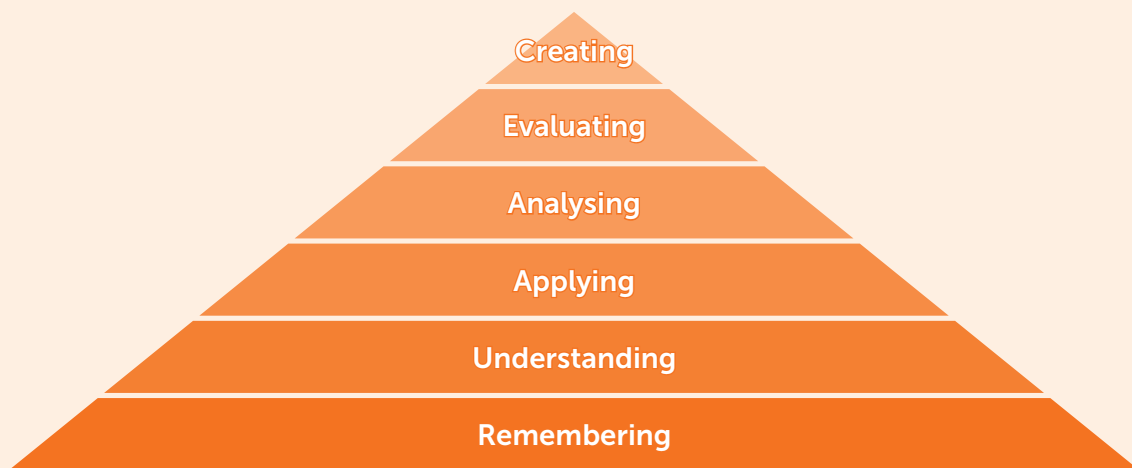 Creating
Evaluating
Analysing
Applying
Understanding
Remembering